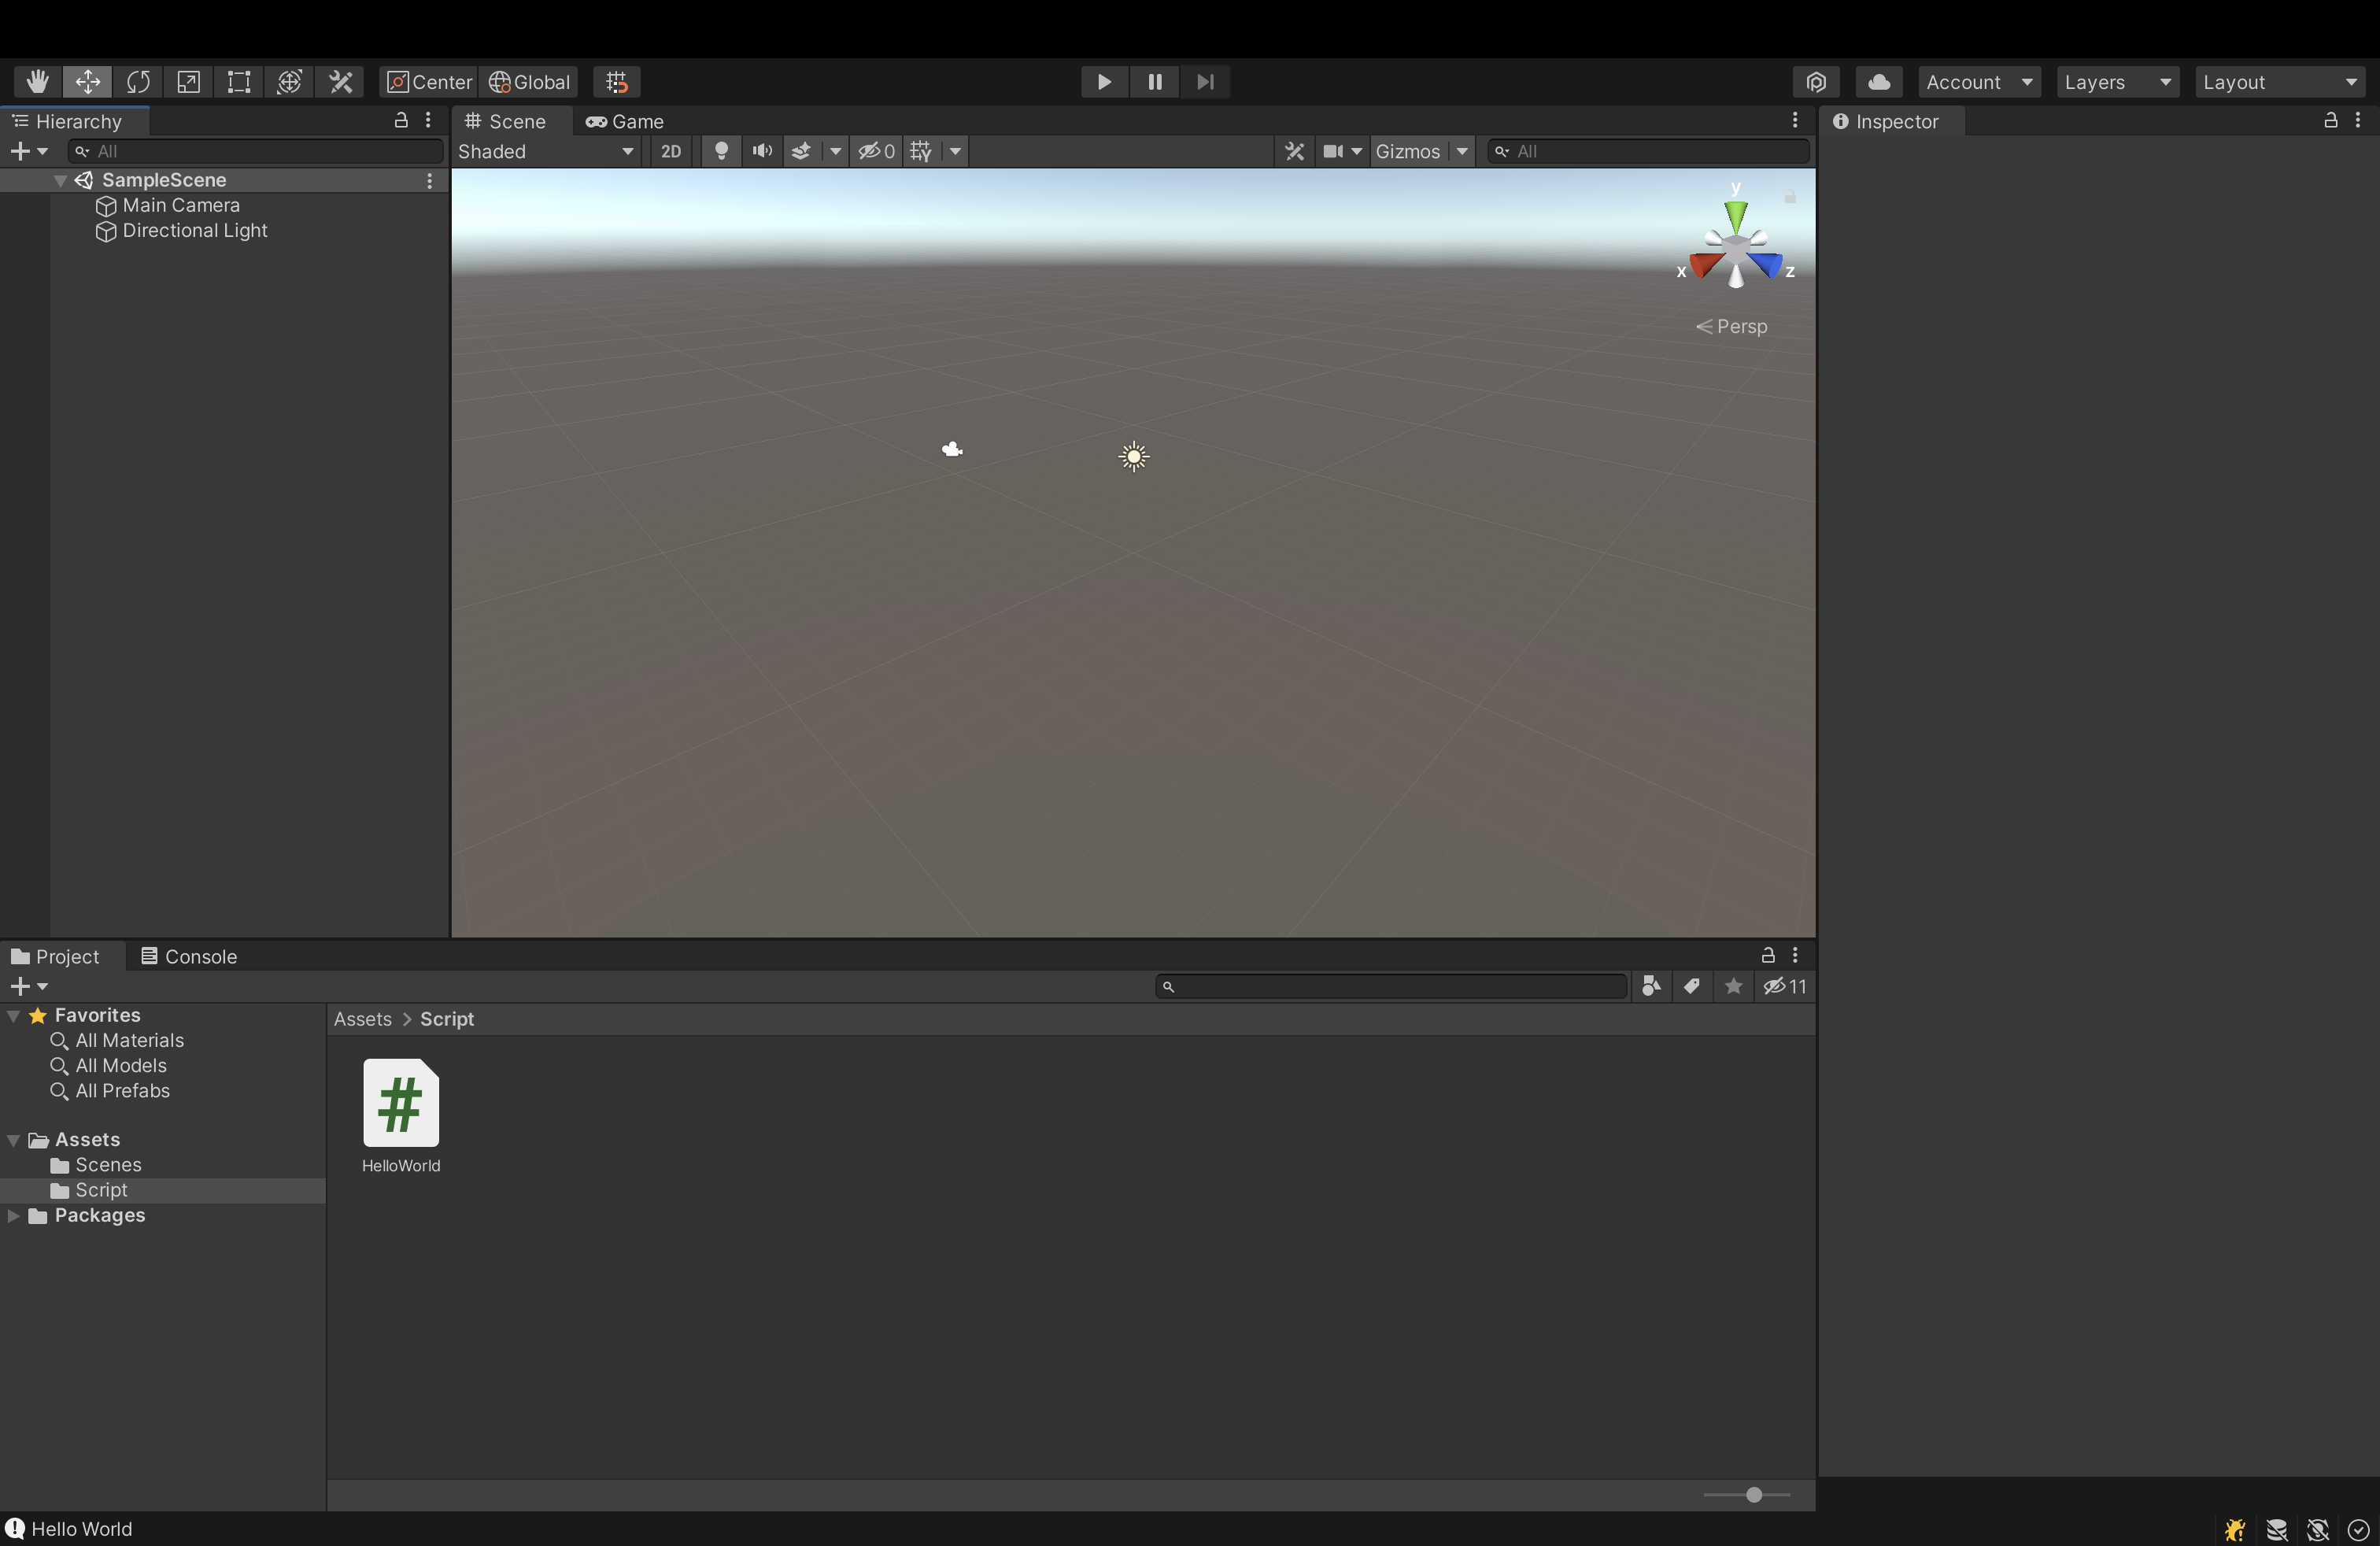 Center Global
Account Layers Layout
Hierarchy
All
SampleScene
Main Camera
Directional Light
Scene Game
Shaded 2D 0 Gizmos All
y
x z
Persp
Inspector
Project Console
11
Favorites
All Materials
All Models
All Prefabs
Assets
Scenes
Script
Packages
Assets > Script
#
HelloWorld
Hello World